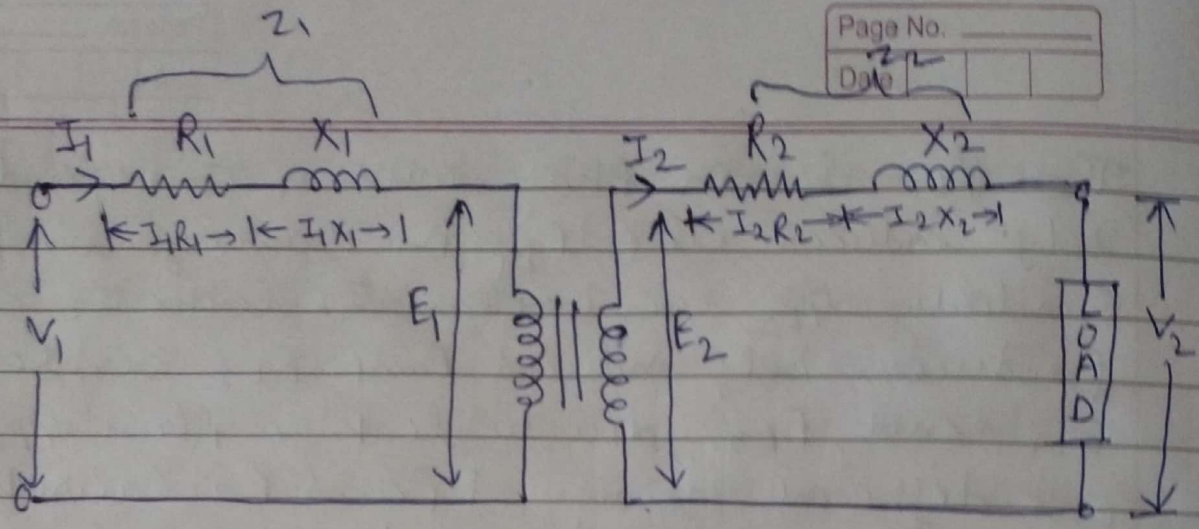 Z1
Page No.
Date
Z2
I1 R1 X1
I2 R2 X2
I1R1 I1X1
I2R2 I2X2
V1
E1
E2
LOAD
V2